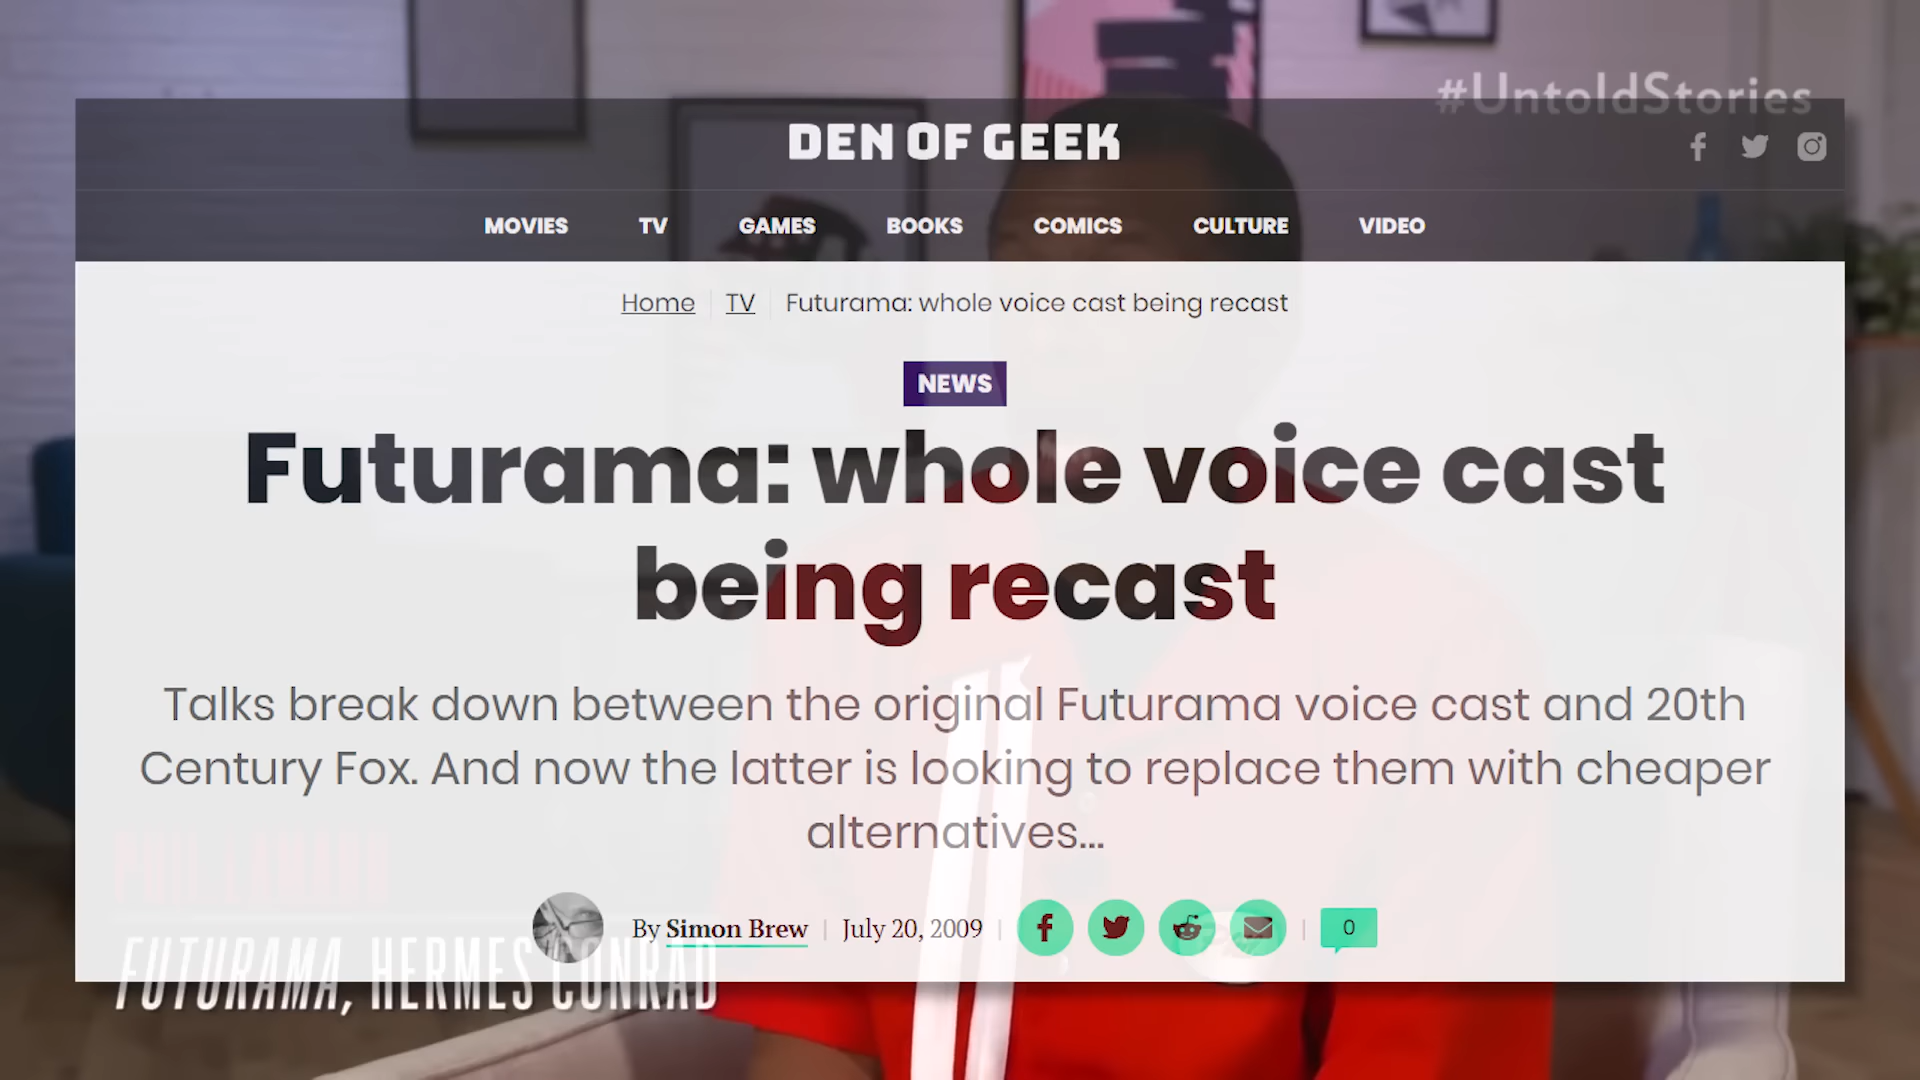 #UntoldStories
DEN OF GEEK
MOVIES TV GAMES BOOKS COMICS CULTURE VIDEO
Home TV Futurama: whole voice cast being recast
NEWS
Futurama: whole voice cast
being recast
Talks break down between the original Futurama voice cast and 20th
Century Fox. And now the latter is looking to replace them with cheaper
alternatives...
By Simon Brew July 20, 2009 0
PHIL LAMARR
FUTURAMA, HERMES CONRAD